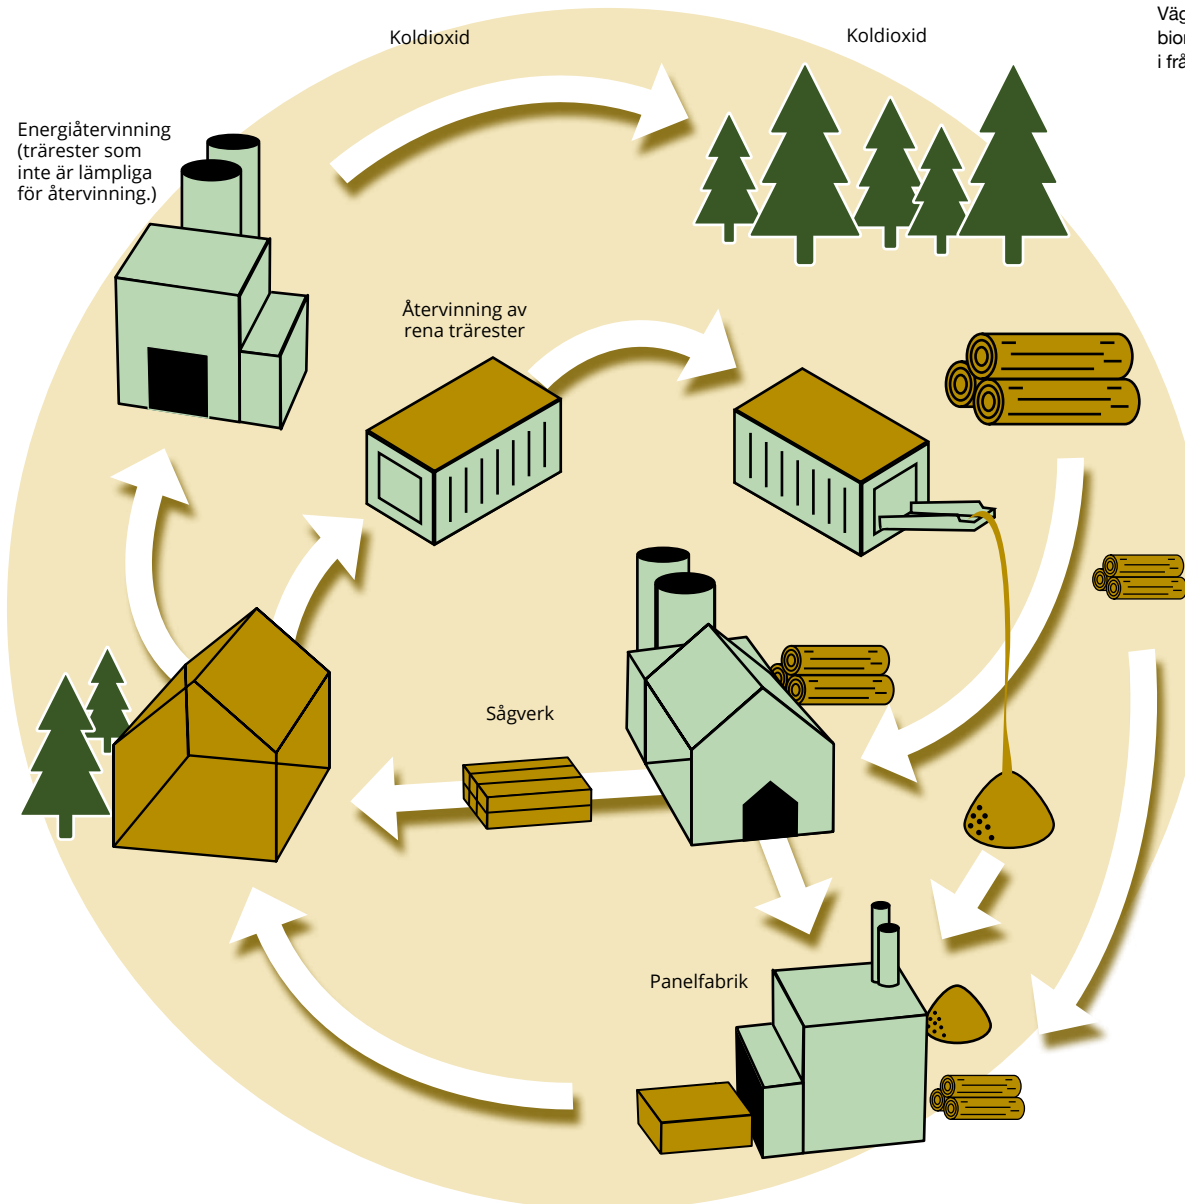 Koldioxid
Koldioxid
Energiåtervinning
(trärester som
inte är lämpliga
för återvinning.)
Återvinning av
rena trärester
Sågverk
Panelfabrik